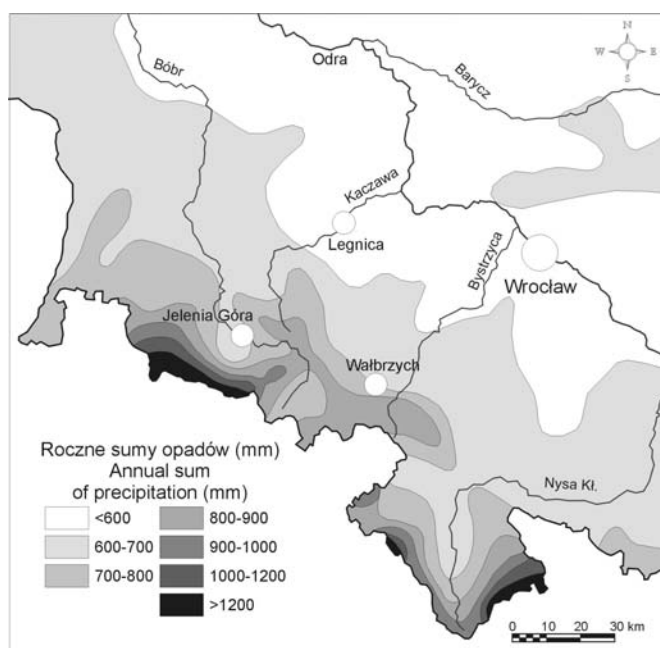 N
W E
S
Bóbr
Odra
Barycz
Kaczawa
Legnica
Bystrzyca
Wrocław
Jelenia Góra
Wałbrzych
Nysa Kł.
Roczne sumy opadów (mm)
Annual sum
of precipitation (mm)
<600
600-700
700-800
800-900
900-1000
1000-1200
>1200
0 10 20 30 km